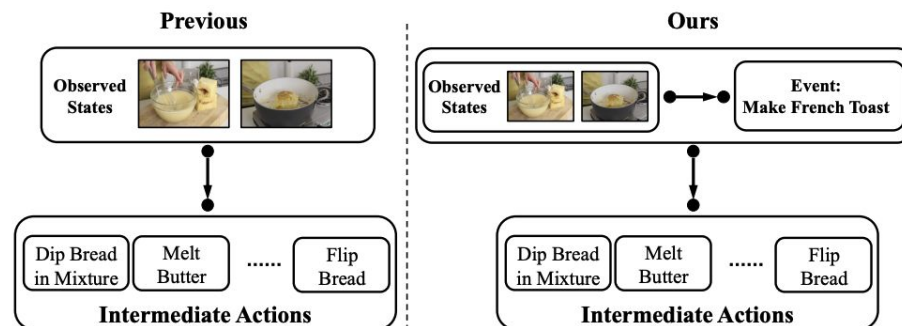 Previous
Observed
States
Dip Bread
in Mixture
Melt
Butter
......
Flip
Bread
Intermediate Actions
Ours
Observed
States
Event:
Make French Toast
Dip Bread
in Mixture
Melt
Butter
......
Flip
Bread
Intermediate Actions